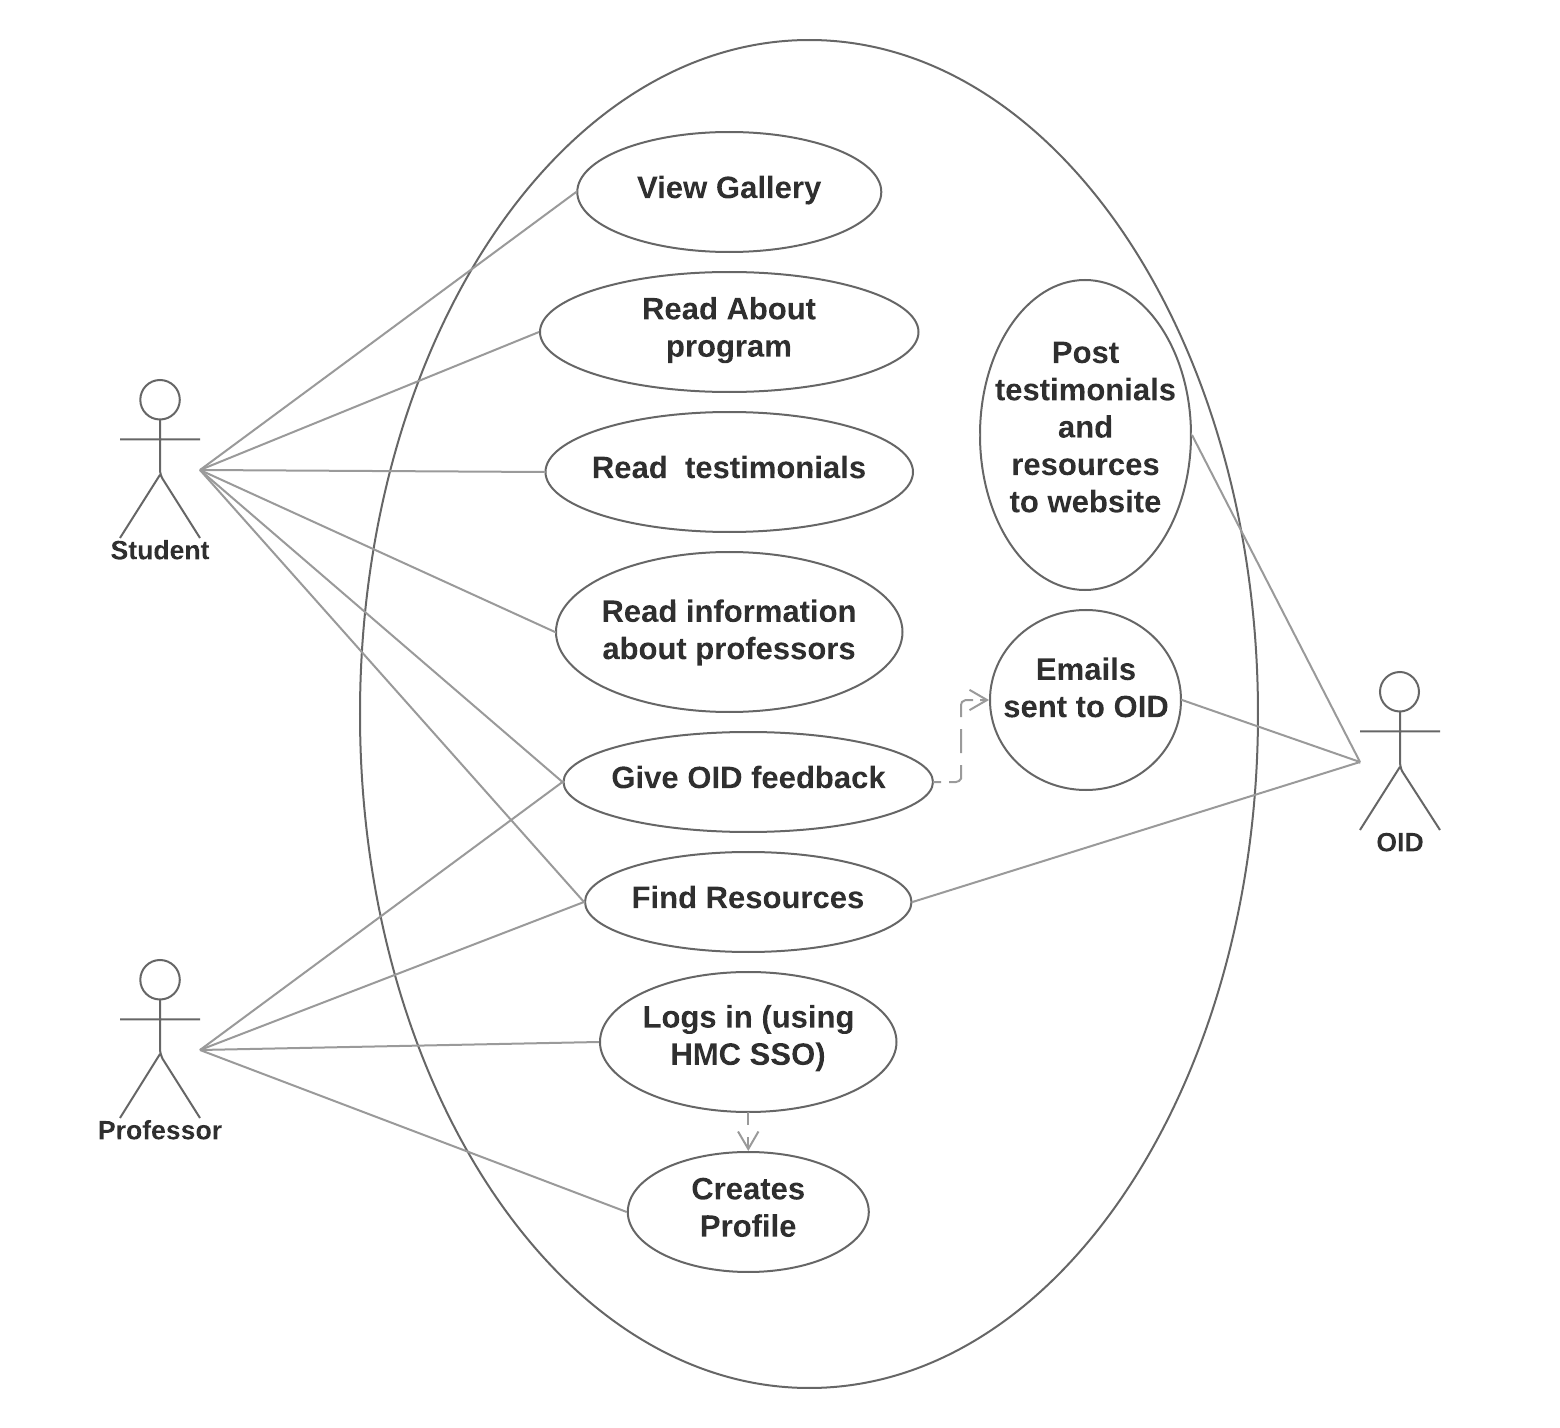 View Gallery
Read About
program
Post
testimonials
and
resources
to website
Read  testimonials
Student
Read information
about professors
Emails
sent to OID
Give OID feedback
OID
Find Resources
Logs in (using
HMC SSO)
Professor
Creates
Profile